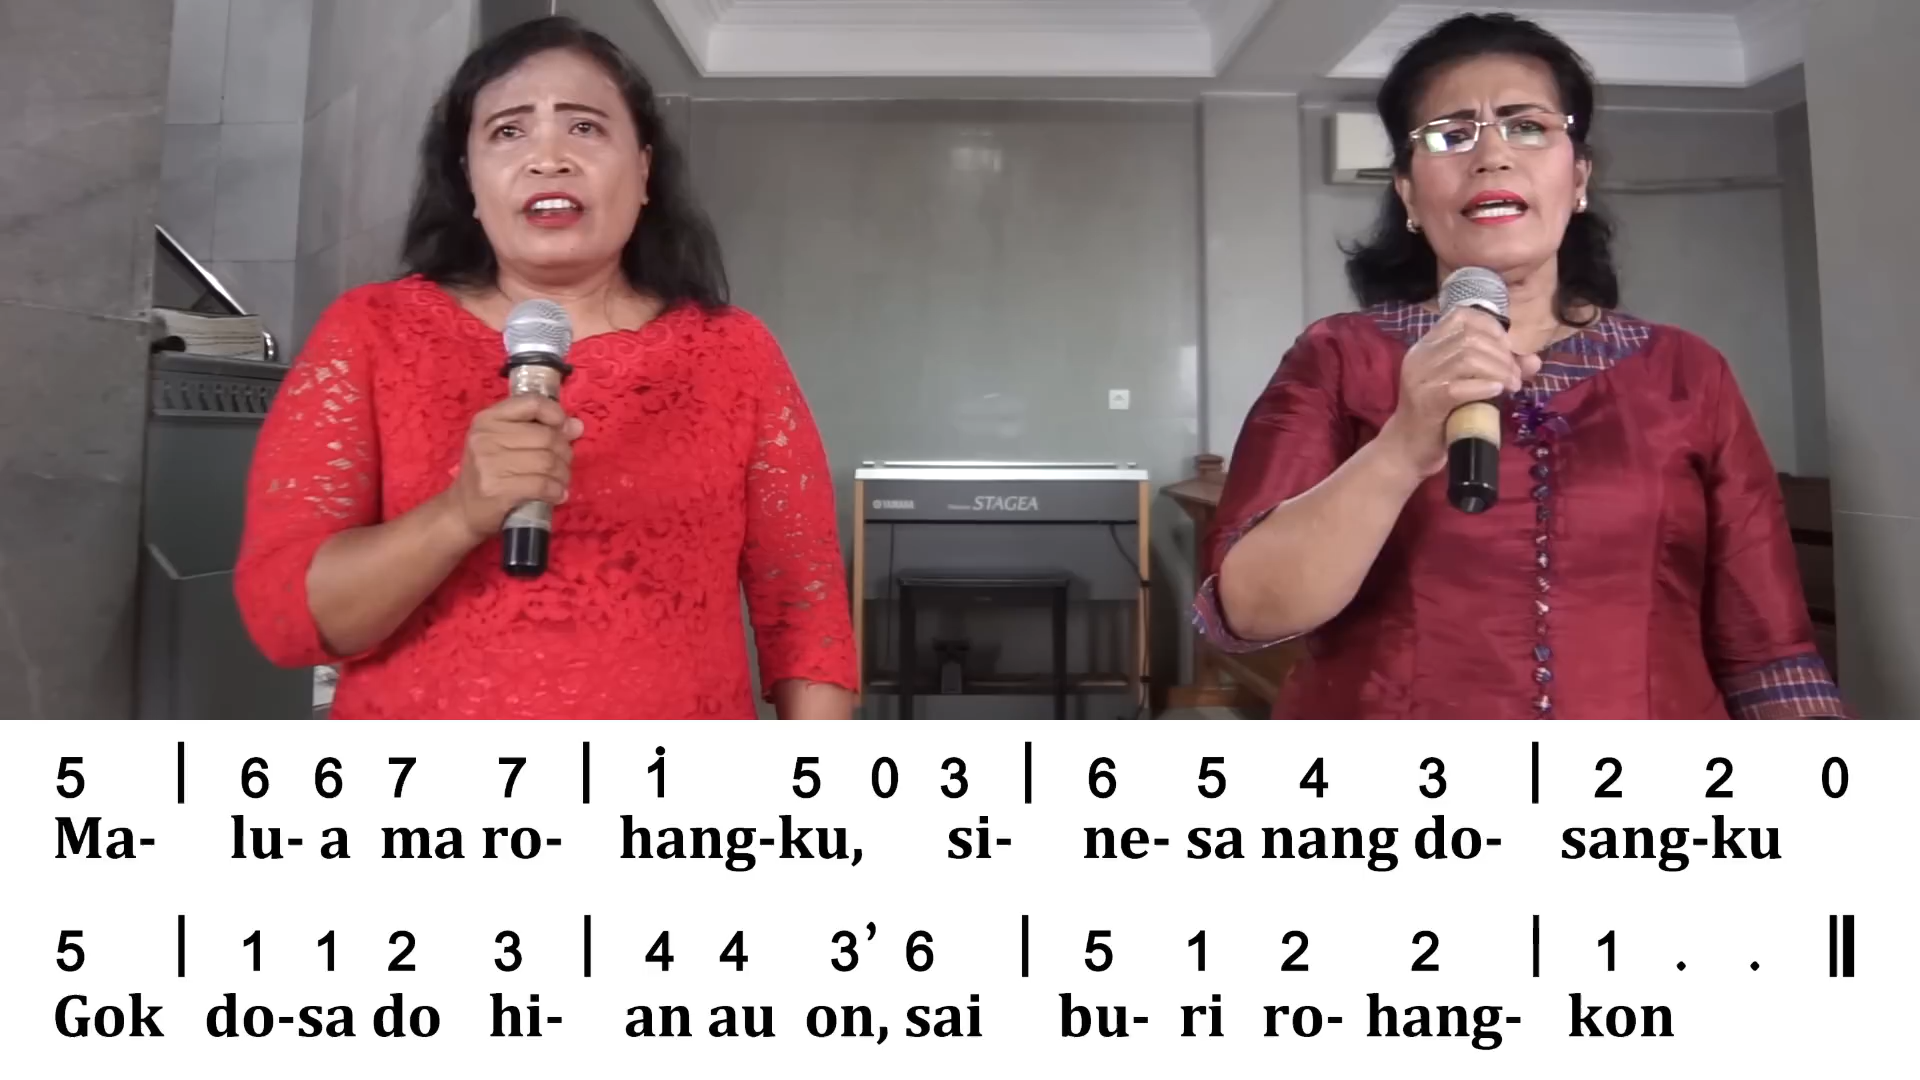 YAMAHA STAGEA
5 | 6 6 7 7 | 1̇ 5 0 3 | 6 5 4 3 | 2 2 0
Ma- lu- a ma ro- hang-ku, si- ne- sa nang do- sang-ku
5 | 1 1 2 3 | 4 4 3’ 6 | 5 1 2 2 | 1 . . ||
Gok do-sa do hi- an au on, sai bu- ri ro- hang- kon